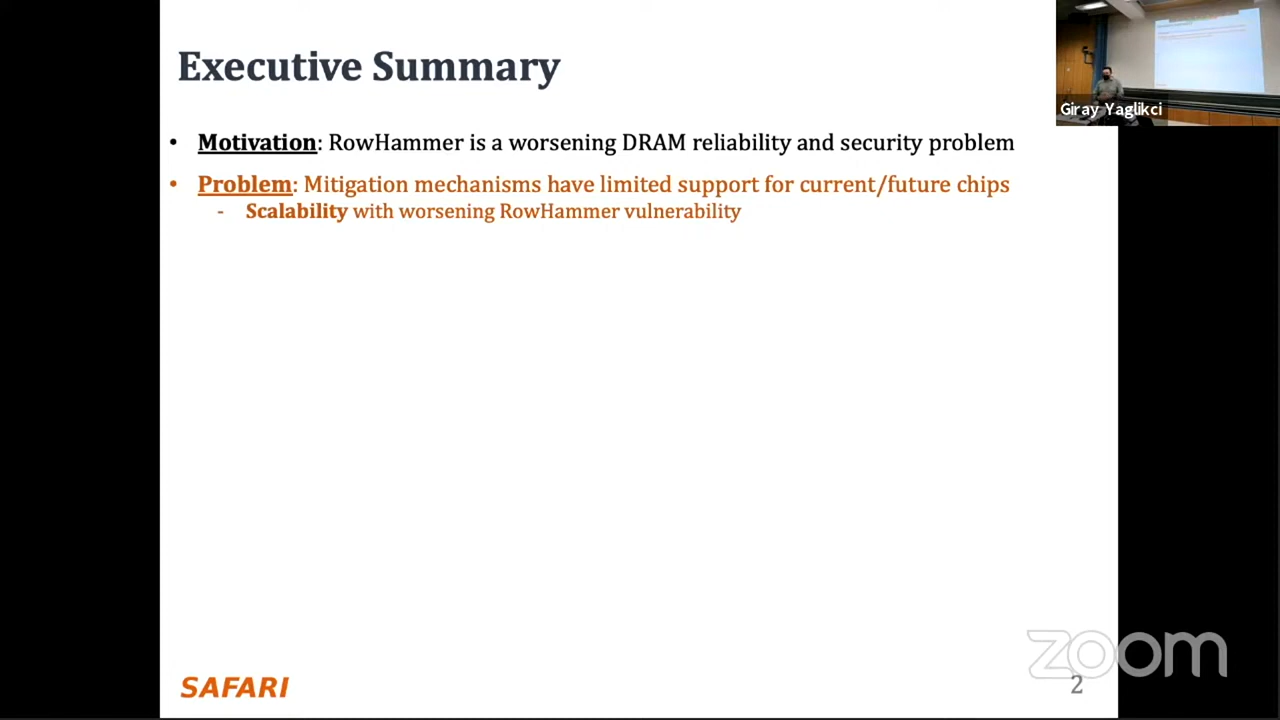 Executive Summary
Giray Yaglikci
• Motivation: RowHammer is a worsening DRAM reliability and security problem
• Problem: Mitigation mechanisms have limited support for current/future chips
- Scalability with worsening RowHammer vulnerability
zoom
SAFARI
2